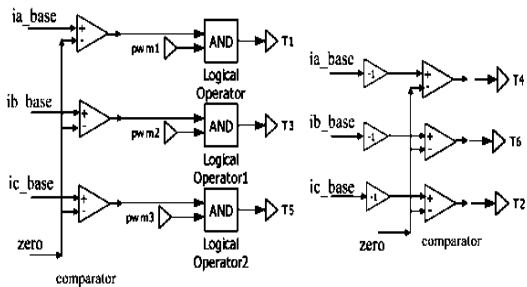 ia_base
+
-
pwm1
AND
T1
Logical
Operator
ib_base
+
-
pwm2
AND
T3
Logical
Operator1
ic_base
+
-
pwm3
AND
T5
Logical
Operator2
zero
comparator
ia_base
-1
+
-
T4
ib_base
-1
+
-
T6
ic_base
-1
+
-
T2
zero
comparator